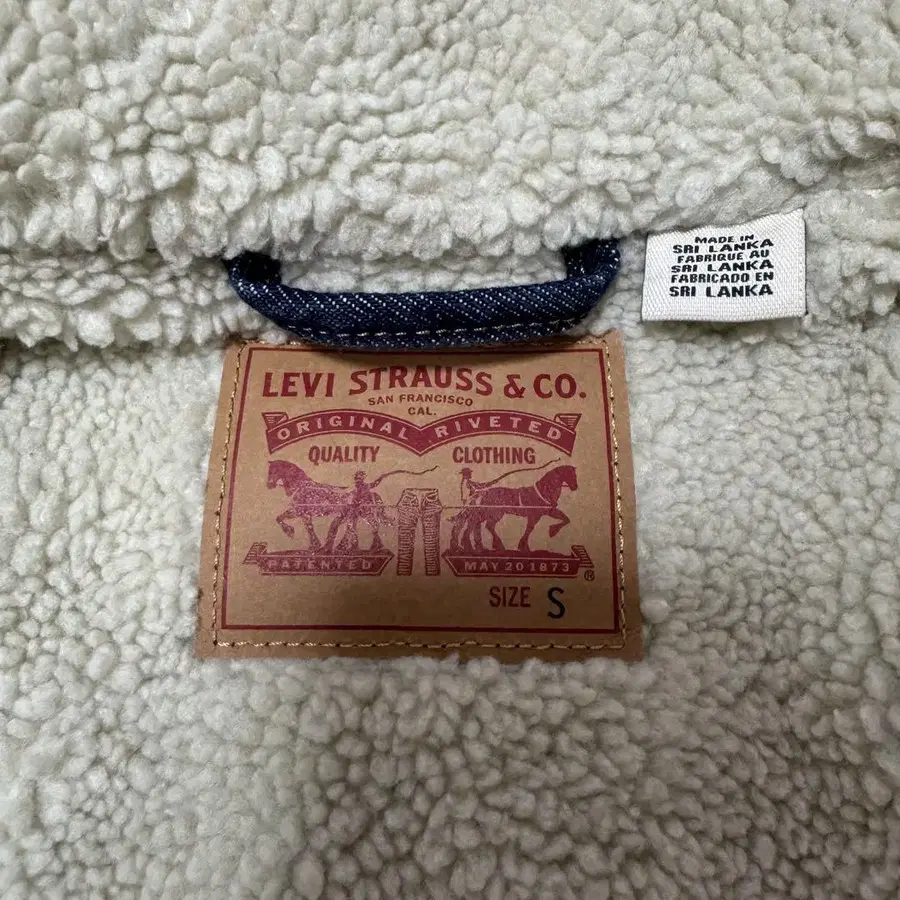 MADE IN
SRI LANKA
FABRIQUE AU
SRI LANKA
FABRICADO EN
SRI LANKA
LEVI STRAUSS & CO.
SAN FRANCISCO
CAL.
ORIGINAL RIVETED
QUALITY CLOTHING
PATENTED MAY 20 1873 ®
SIZE S